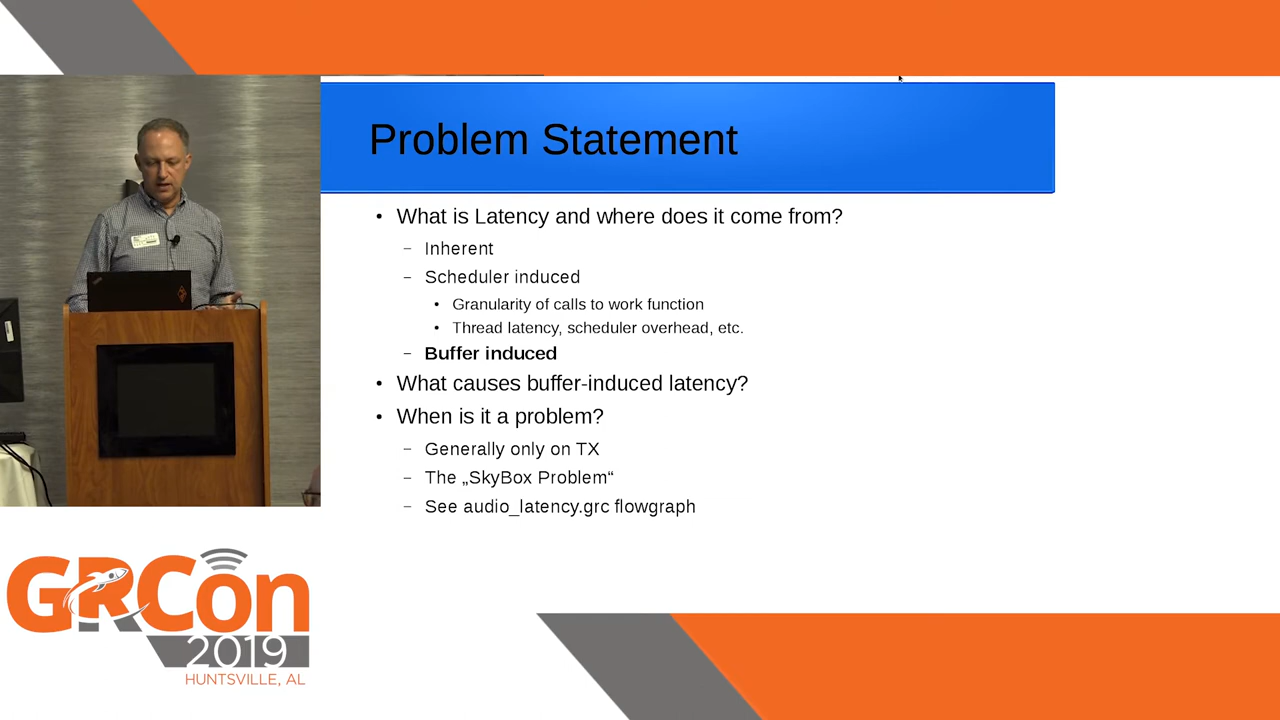 Problem Statement
• What is Latency and where does it come from?
– Inherent
– Scheduler induced
• Granularity of calls to work function
• Thread latency, scheduler overhead, etc.
– Buffer induced
• What causes buffer-induced latency?
• When is it a problem?
– Generally only on TX
– The „SkyBox Problem“
– See audio_latency.grc flowgraph
GRCon
2019
HUNTSVILLE, AL